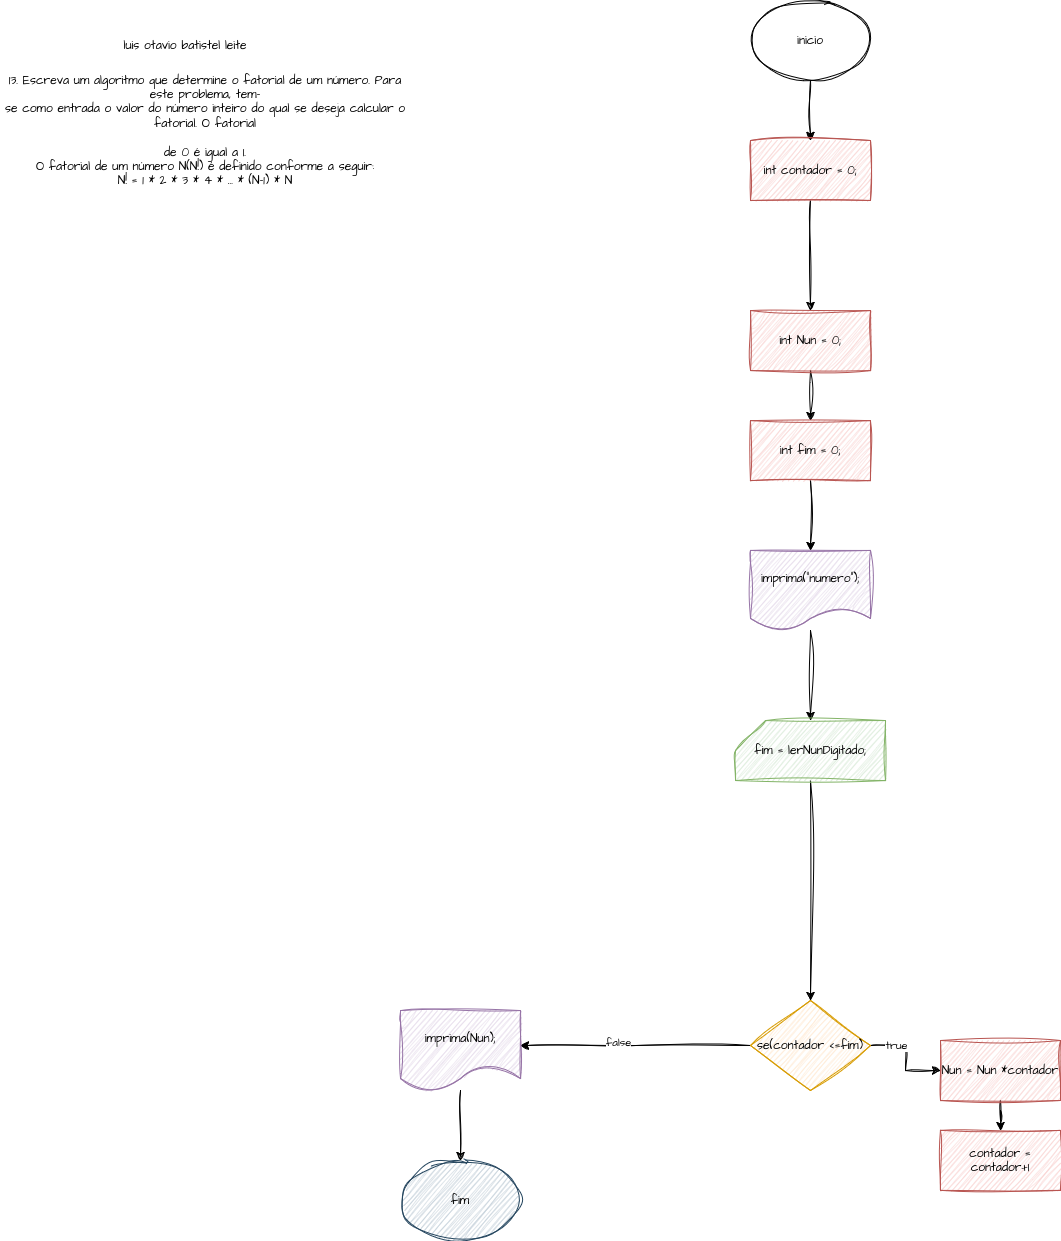 luis otavio batistel leite
13. Escreva um algoritmo que determine o fatorial de um número. Para
este problema, tem-
se como entrada o valor do número inteiro do qual se deseja calcular o
fatorial. O fatorial
de 0 é igual a 1.
O fatorial de um número N(N!) é definido conforme a seguir:
N! = 1 * 2 * 3 * 4 * ... * (N-1) * N
inicio
int contador = 0;
int Nun = 0;
int fim = 0;
imprima("numero");
fim = lerNunDigitado;
se(contador <=fim)
false
true
imprima(Nun);
Nun = Nun *contador
contador =
contador+1
fim